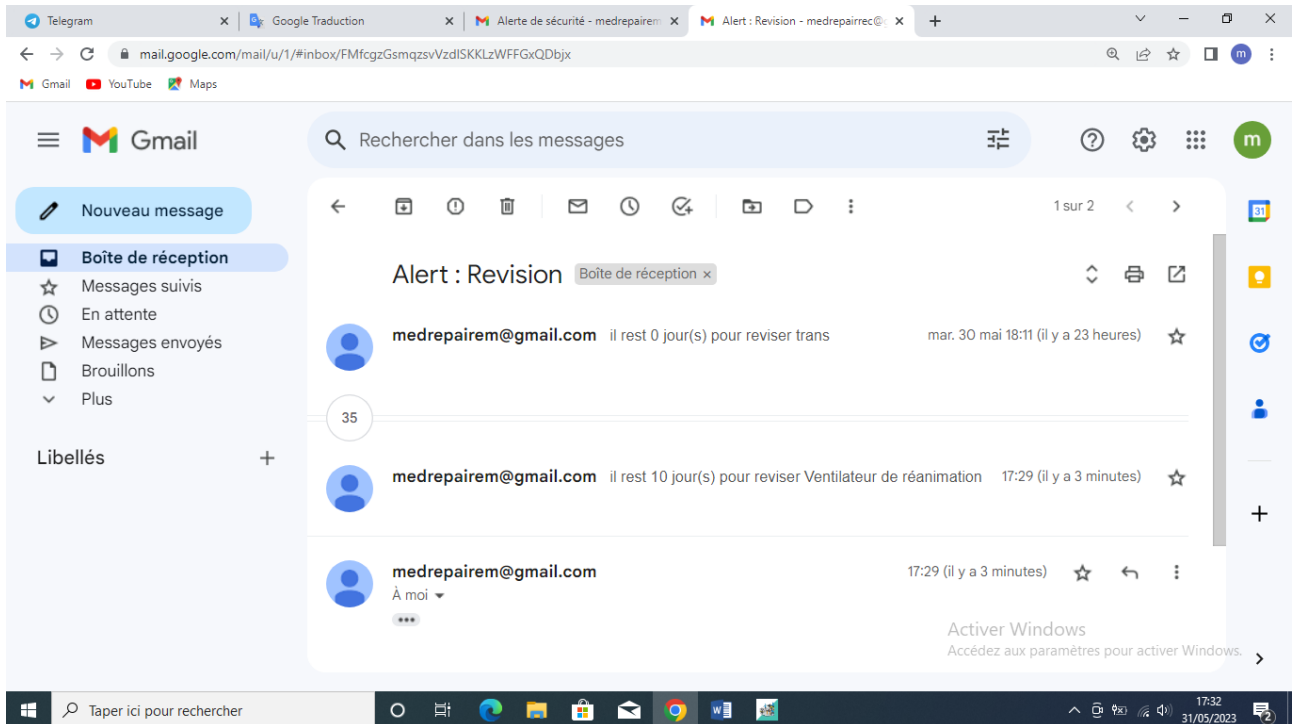 Telegram
Google Traduction
Alerte de sécurité - medrepairem
Alert : Revision - medrepairrec@g
mail.google.com/mail/u/1/#inbox/FMfcgzGsmqzsvVzdISKKLzWFFGxQDbjx
m
Gmail
YouTube
Maps
Gmail
Rechercher dans les messages
m
Nouveau message
1 sur 2
31
Boîte de réception
Messages suivis
En attente
Messages envoyés
Brouillons
Plus
Libellés
Alert : Revision
Boîte de réception ×
medrepairem@gmail.com il rest 0 jour(s) pour reviser trans mar. 30 mai 18:11 (il y a 23 heures)
35
medrepairem@gmail.com il rest 10 jour(s) pour reviser Ventilateur de réanimation 17:29 (il y a 3 minutes)
medrepairem@gmail.com 17:29 (il y a 3 minutes)
À moi
Activer Windows
Accédez aux paramètres pour activer Windows.
Taper ici pour rechercher
17:32
31/05/2023
2